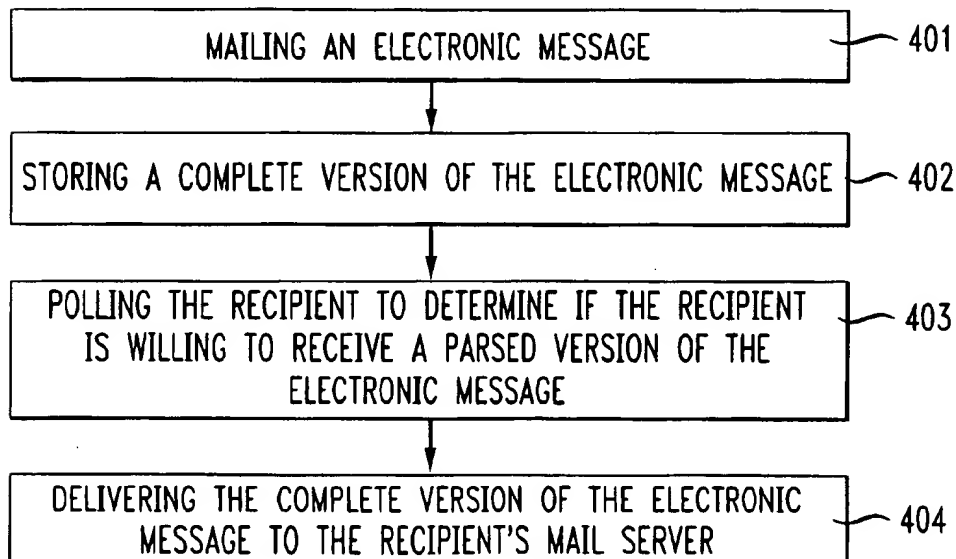 MAILING AN ELECTRONIC MESSAGE
401
STORING A COMPLETE VERSION OF THE ELECTRONIC MESSAGE
402
POLLING THE RECIPIENT TO DETERMINE IF THE RECIPIENT
IS WILLING TO RECEIVE A PARSED VERSION OF THE
ELECTRONIC MESSAGE
403
DELIVERING THE COMPLETE VERSION OF THE ELECTRONIC
MESSAGE TO THE RECIPIENT'S MAIL SERVER
404